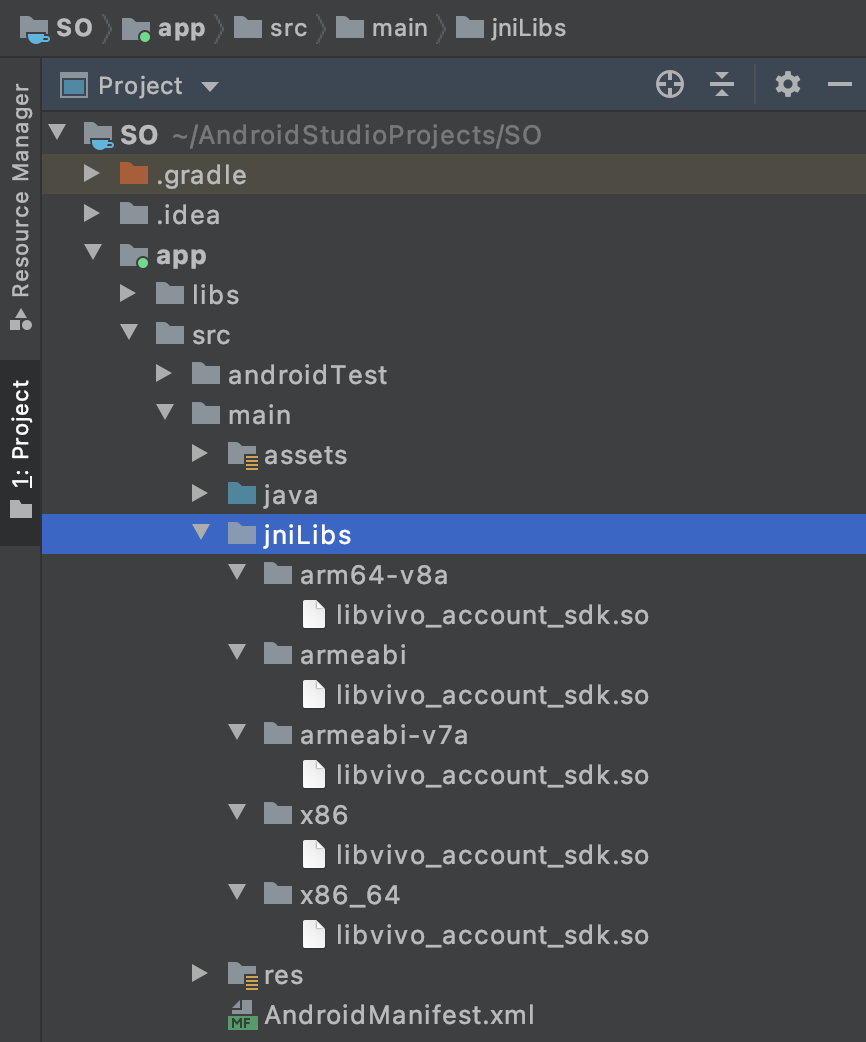 SO app src main jniLibs
Project
Resource Manager
1: Project
SO ~/AndroidStudioProjects/SO
.gradle
.idea
app
libs
src
androidTest
main
assets
java
jniLibs
arm64-v8a
libvivo_account_sdk.so
armeabi
libvivo_account_sdk.so
armeabi-v7a
libvivo_account_sdk.so
x86
libvivo_account_sdk.so
x86_64
libvivo_account_sdk.so
res
MF AndroidManifest.xml